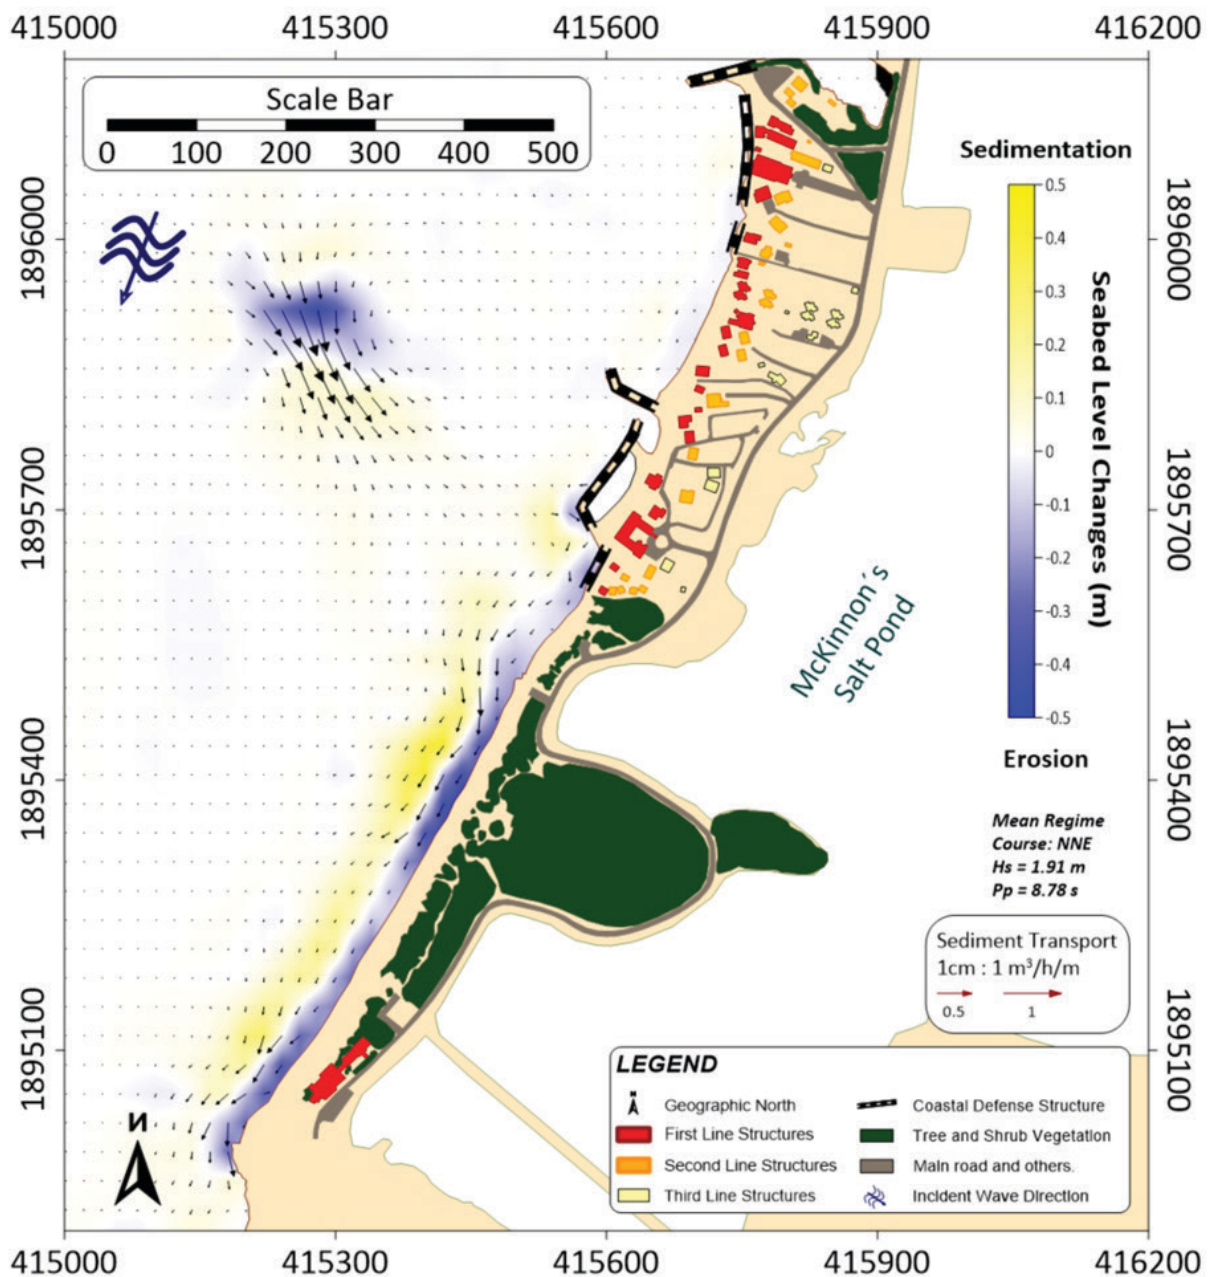 415000 415300 415600 415900 416200
Scale Bar
0 100 200 300 400 500
1896000
1895700
1895400
1895100
Sedimentation
0.5
0.4
0.3
0.2
0.1
0
-0.1
-0.2
-0.3
-0.4
-0.5
Seabed Level Changes (m)
Erosion
1896000
1895700
1895400
1895100
McKinnon´s
Salt Pond
Mean Regime
Course: NNE
Hs = 1.91 m
Pp = 8.78 s
Sediment Transport
1cm : 1 m³/h/m
0.5 1
N
LEGEND
N Geographic North
First Line Structures
Second Line Structures
Third Line Structures
Coastal Defense Structure
Tree and Shrub Vegetation
Main road and others.
Incident Wave Direction
415000 415300 415600 415900 416200